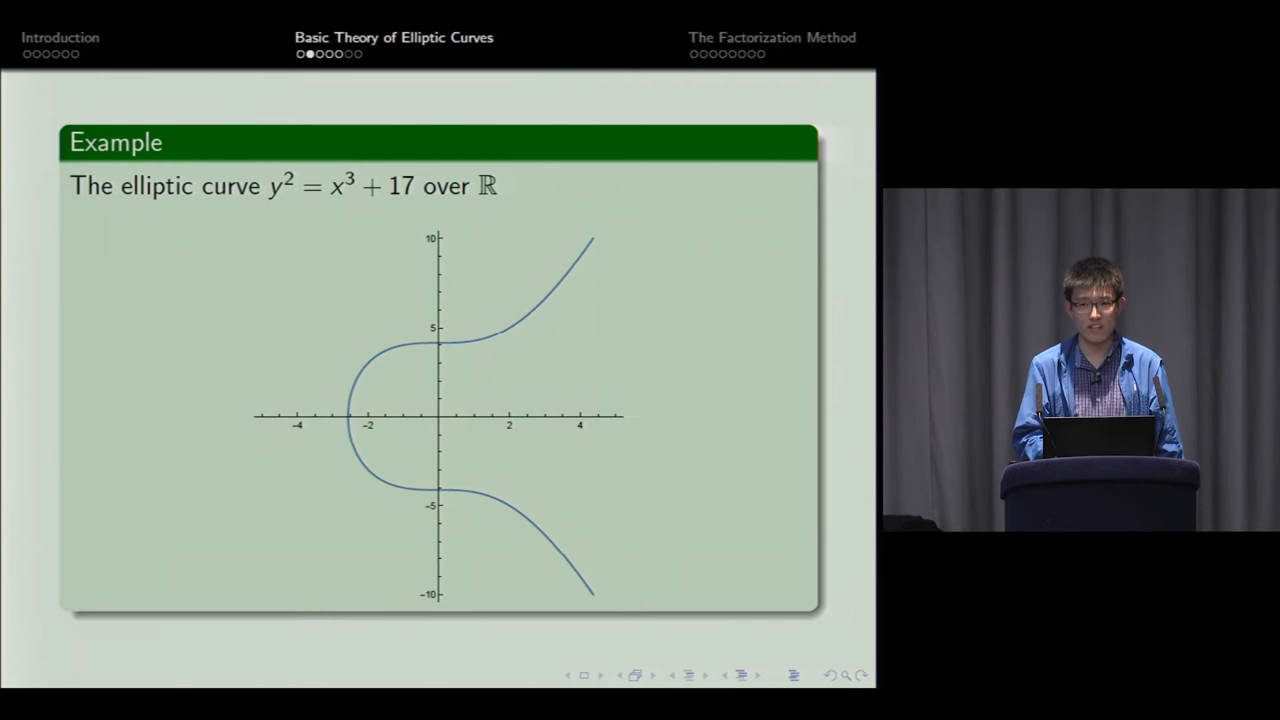 Introduction
Basic Theory of Elliptic Curves
The Factorization Method
Example
The elliptic curve y² = x³ + 17 over ℝ
10
5
−4
−2
2
4
−5
−10